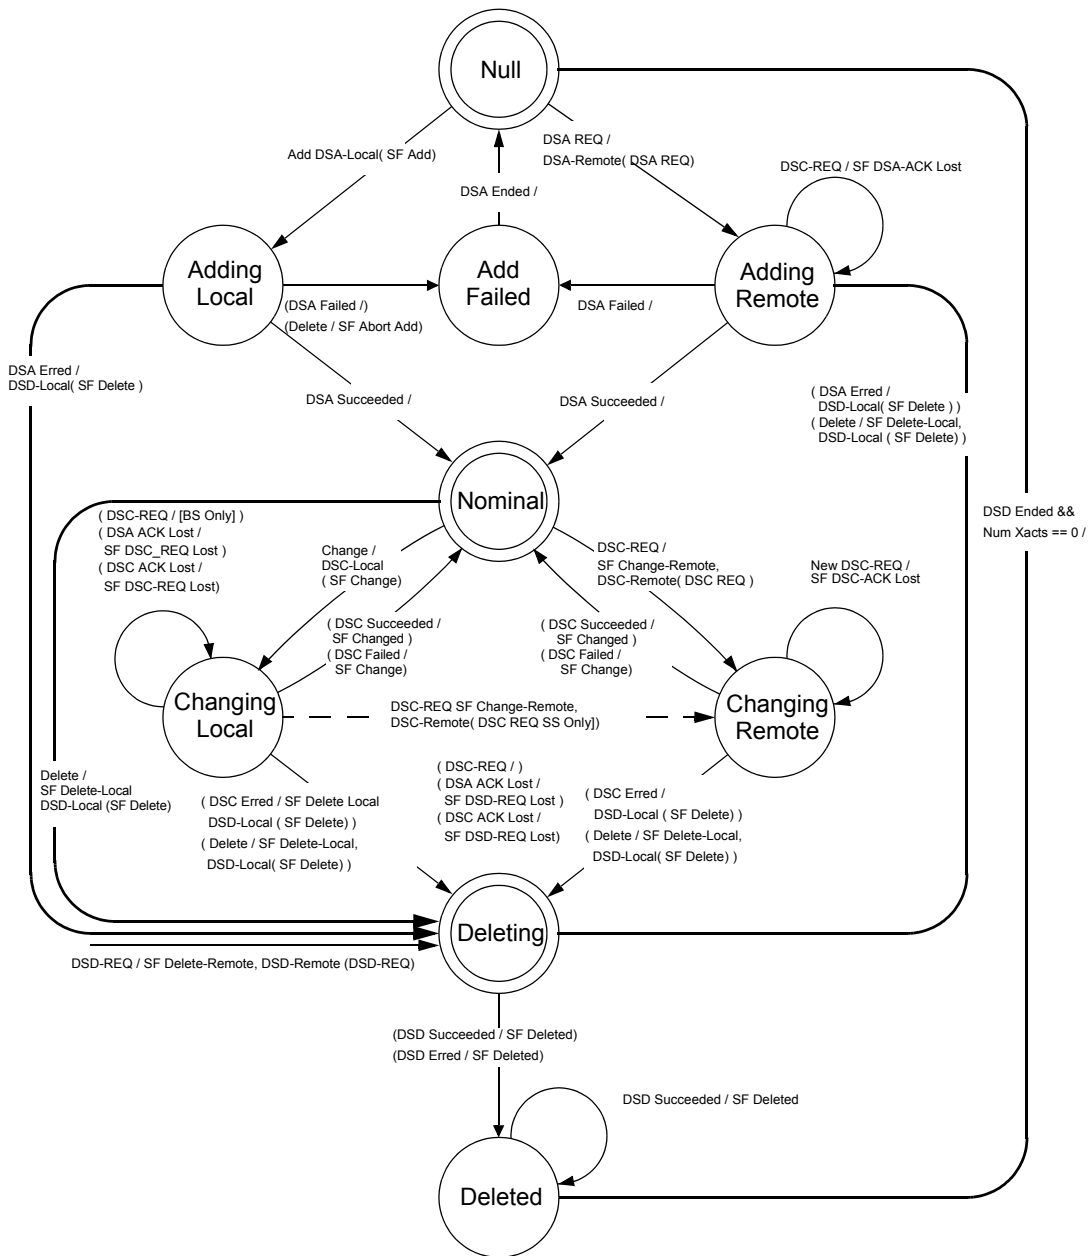 Null
Add DSA-Local( SF Add)
DSA REQ /
DSA-Remote( DSA REQ)
DSC-REQ / SF DSA-ACK Lost
DSA Ended /
Adding
Local
Add
Failed
Adding
Remote
(DSA Failed /)
(Delete / SF Abort Add)
DSA Failed /
DSA Erred /
DSD-Local( SF Delete )
DSA Succeeded /
DSA Succeeded /
( DSA Erred /
DSD-Local( SF Delete ) )
( Delete / SF Delete-Local,
DSD-Local ( SF Delete) )
Nominal
DSD Ended &&
Num Xacts == 0 /
( DSC-REQ / [BS Only] )
( DSA ACK Lost /
SF DSC_REQ Lost )
( DSC ACK Lost /
SF DSC-REQ Lost)
Change /
DSC-Local
( SF Change)
DSC-REQ /
SF Change-Remote,
DSC-Remote( DSC REQ )
New DSC-REQ /
SF DSC-ACK Lost
( DSC Succeeded /
SF Changed )
( DSC Failed /
SF Change)
( DSC Succeeded /
SF Changed )
( DSC Failed /
SF Change)
Changing
Local
DSC-REQ SF Change-Remote,
DSC-Remote( DSC REQ SS Only])
Changing
Remote
Delete /
SF Delete-Local
DSD-Local (SF Delete)
( DSC Erred / SF Delete Local
DSD-Local ( SF Delete) )
( Delete / SF Delete-Local,
DSD-Local( SF Delete) )
( DSC-REQ / )
( DSA ACK Lost /
SF DSD-REQ Lost )
( DSC ACK Lost /
SF DSD-REQ Lost)
( DSC Erred /
DSD-Local ( SF Delete) )
( Delete / SF Delete-Local,
DSD-Local( SF Delete) )
Deleting
DSD-REQ / SF Delete-Remote, DSD-Remote (DSD-REQ)
(DSD Succeeded / SF Deleted)
(DSD Erred / SF Deleted)
DSD Succeeded / SF Deleted
Deleted